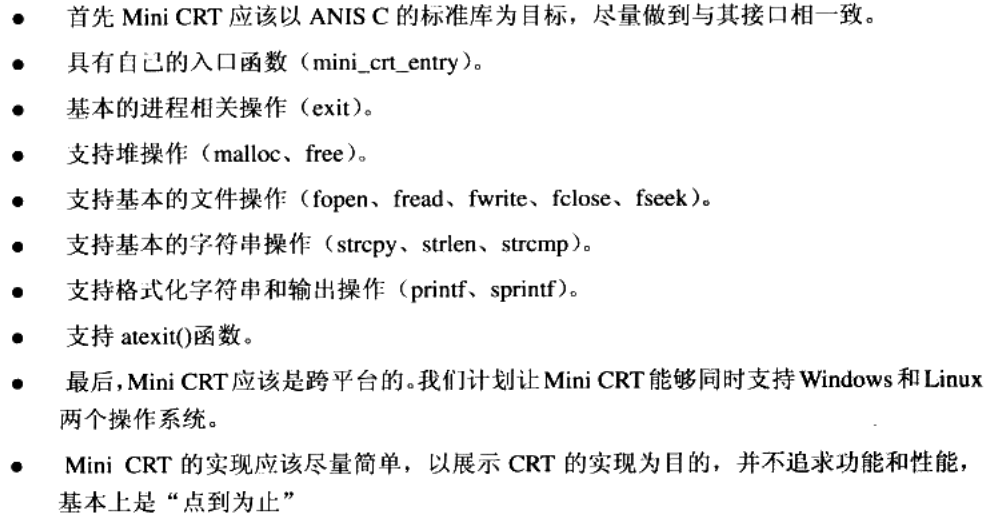 ● 首先 Mini CRT 应该以 ANIS C 的标准库为目标，尽量做到与其接口相一致。
● 具有自己的入口函数（mini_crt_entry）。
● 基本的进程相关操作（exit）。
● 支持堆操作（malloc、free）。
● 支持基本的文件操作（fopen、fread、fwrite、fclose、fseek）。
● 支持基本的字符串操作（strcpy、strlen、strcmp）。
● 支持格式化字符串和输出操作（printf、sprintf）。
● 支持 atexit()函数。
● 最后，Mini CRT 应该是跨平台的。我们计划让 Mini CRT 能够同时支持 Windows 和 Linux
两个操作系统。
● Mini CRT 的实现应该尽量简单，以展示 CRT 的实现为目的，并不追求功能和性能，
基本上是“点到为止”